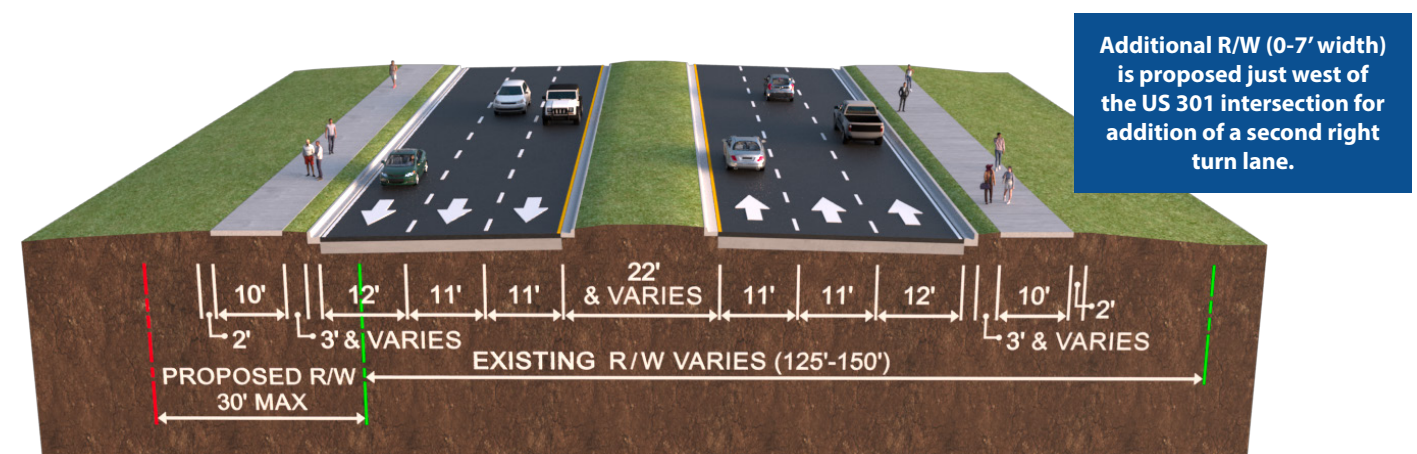 Additional R/W (0-7’ width)
is proposed just west of
the US 301 intersection for
addition of a second right
turn lane.
10' 12' 11' 11' 22' & VARIES 11' 11' 12' 10'
2' 3' & VARIES 3' & VARIES 2'
EXISTING R/W VARIES (125'-150')
PROPOSED R/W
30' MAX